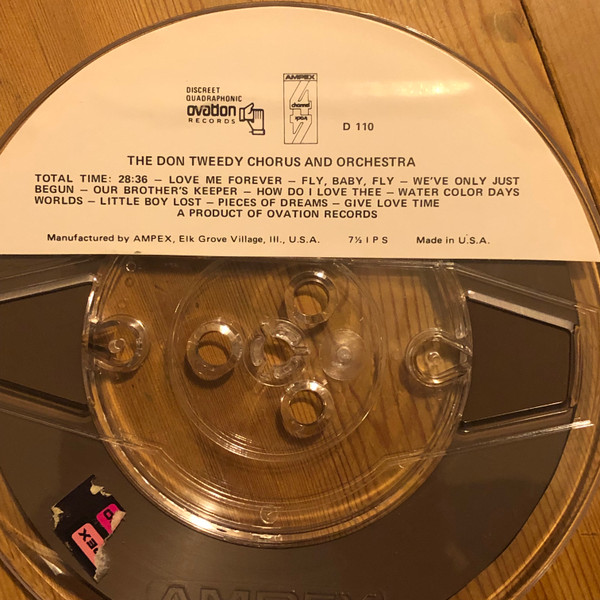 DISCREET
QUADRAPHONIC
ovation
RECORDS
AMPEX
4
channel
D 110
THE DON TWEEDY CHORUS AND ORCHESTRA
TOTAL TIME: 28:36 – LOVE ME FOREVER – FLY, BABY, FLY – WE'VE ONLY JUST
BEGUN – OUR BROTHER'S KEEPER – HOW DO I LOVE THEE – WATER COLOR DAYS
WORLDS – LITTLE BOY LOST – PIECES OF DREAMS – GIVE LOVE TIME
A PRODUCT OF OVATION RECORDS
Manufactured by AMPEX, Elk Grove Village, Ill., U.S.A. 7½ I P S Made in U.S.A.
EX
AMPEX